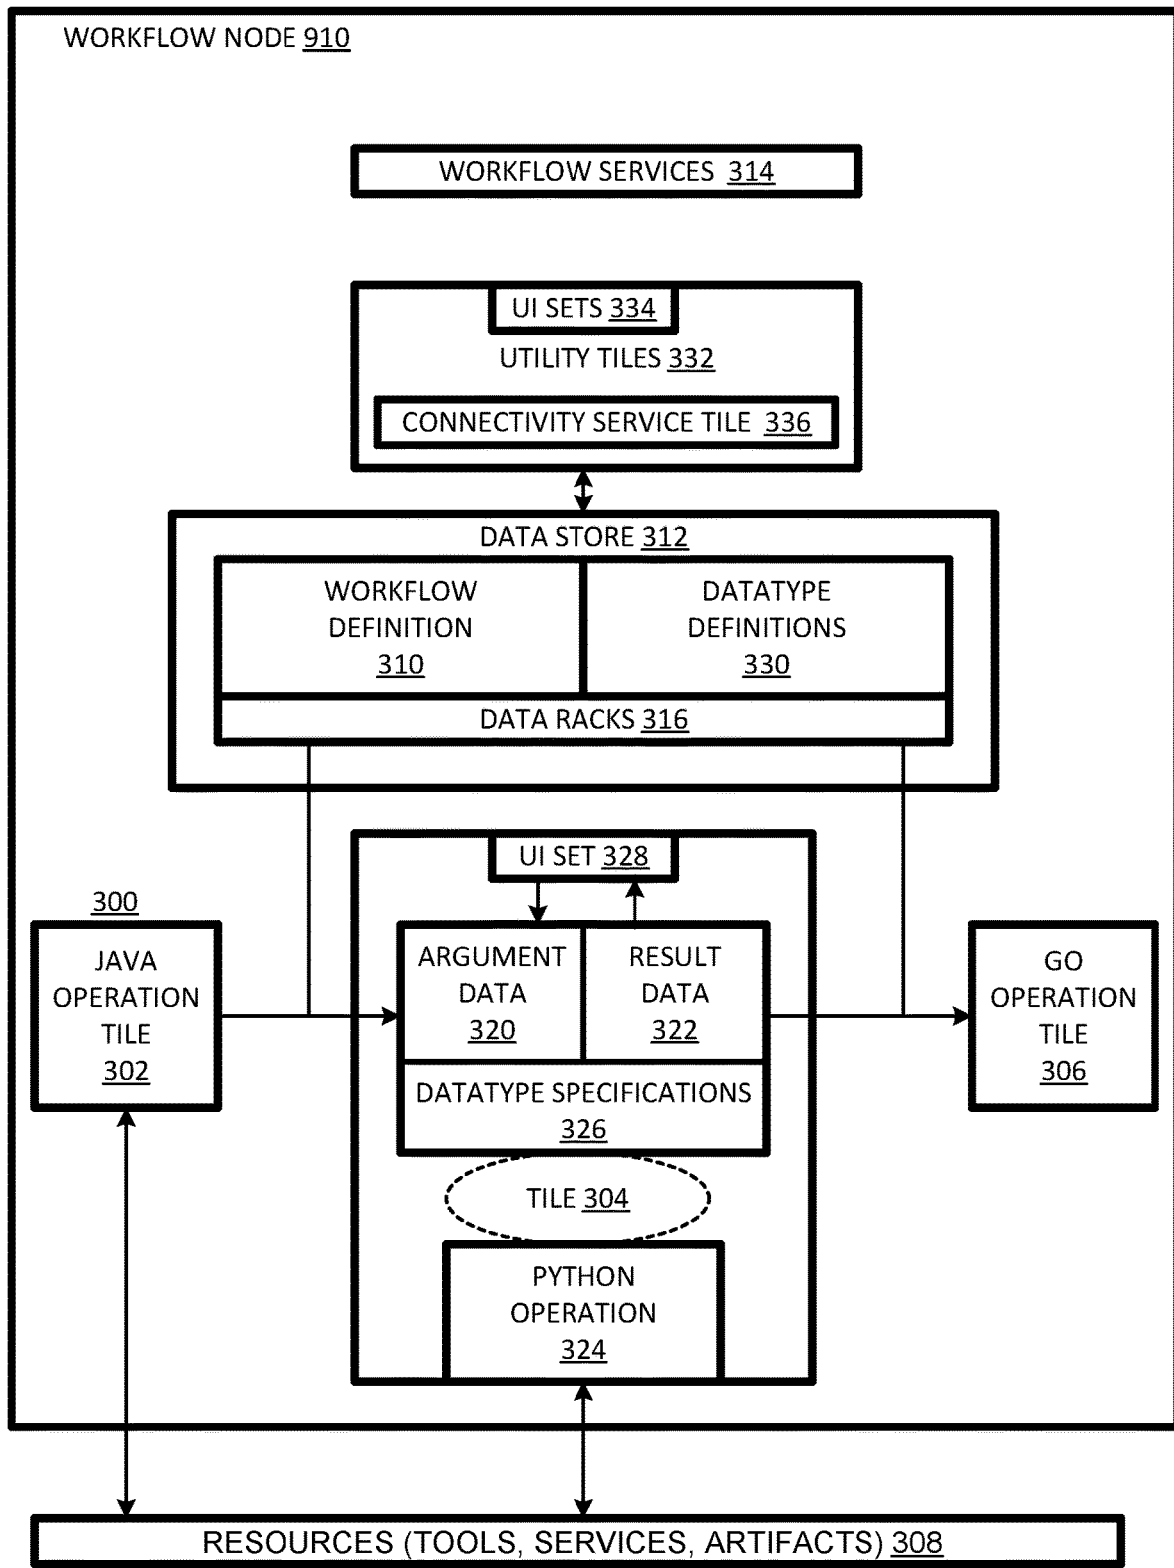 WORKFLOW NODE 910
WORKFLOW SERVICES 314
UI SETS 334
UTILITY TILES 332
CONNECTIVITY SERVICE TILE 336
DATA STORE 312
WORKFLOW
DEFINITION
310
DATATYPE
DEFINITIONS
330
DATA RACKS 316
UI SET 328
300
JAVA
OPERATION
TILE
302
ARGUMENT
DATA
320
RESULT
DATA
322
DATATYPE SPECIFICATIONS
326
GO
OPERATION
TILE
306
TILE 304
PYTHON
OPERATION
324
RESOURCES (TOOLS, SERVICES, ARTIFACTS) 308